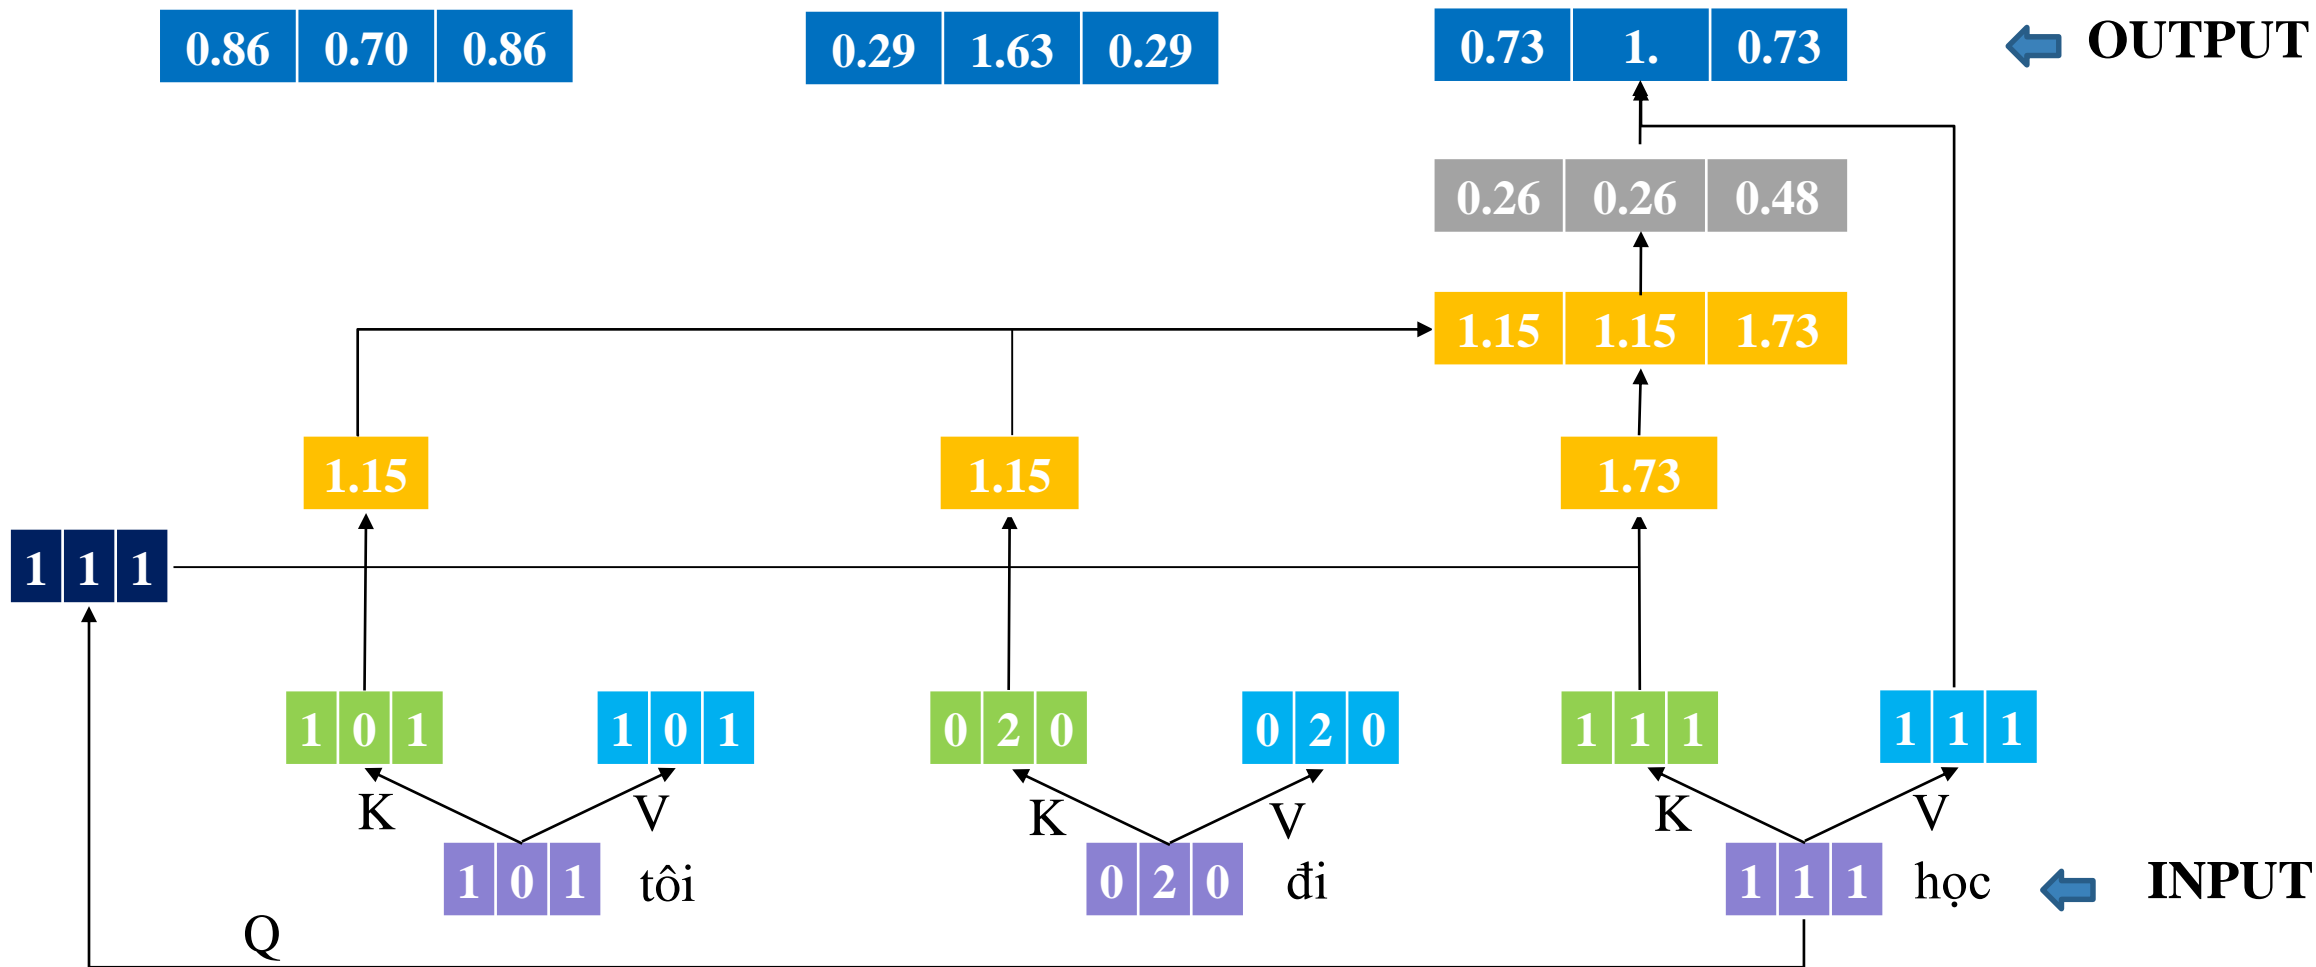 0.86 0.70 0.86 0.29 1.63 0.29 0.73 1. 0.73 OUTPUT
0.26 0.26 0.48
1.15 1.15 1.73
1.15 1.15 1.73
1 1 1
1 0 1 1 0 1 0 2 0 0 2 0 1 1 1 1 1 1
K V K V K V
1 0 1 tôi 0 2 0 đi 1 1 1 học INPUT
Q